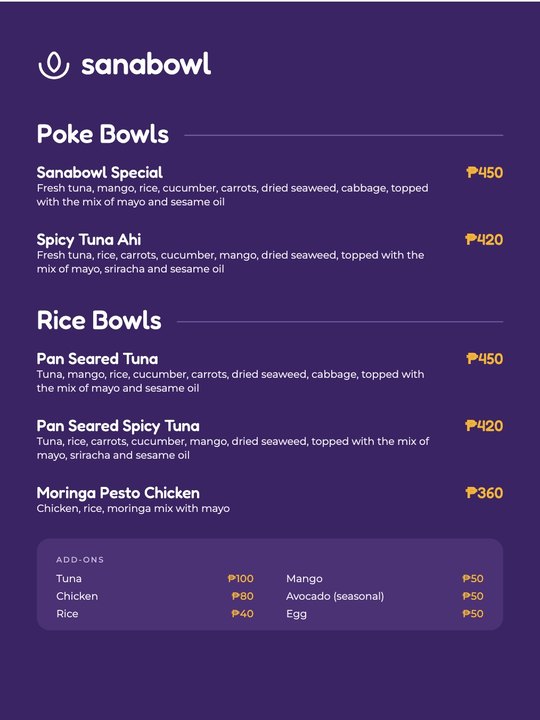 sanabowl
Poke Bowls
Sanabowl Special ₱450
Fresh tuna, mango, rice, cucumber, carrots, dried seaweed, cabbage, topped
with the mix of mayo and sesame oil
Spicy Tuna Ahi ₱420
Fresh tuna, rice, carrots, cucumber, mango, dried seaweed, topped with the
mix of mayo, sriracha and sesame oil
Rice Bowls
Pan Seared Tuna ₱450
Tuna, mango, rice, cucumber, carrots, dried seaweed, cabbage, topped with
the mix of mayo and sesame oil
Pan Seared Spicy Tuna ₱420
Tuna, rice, carrots, cucumber, mango, dried seaweed, topped with the mix of
mayo, sriracha and sesame oil
Moringa Pesto Chicken ₱360
Chicken, rice, moringa mix with mayo
ADD-ONS
Tuna ₱100 Mango ₱50
Chicken ₱80 Avocado (seasonal) ₱50
Rice ₱40 Egg ₱50